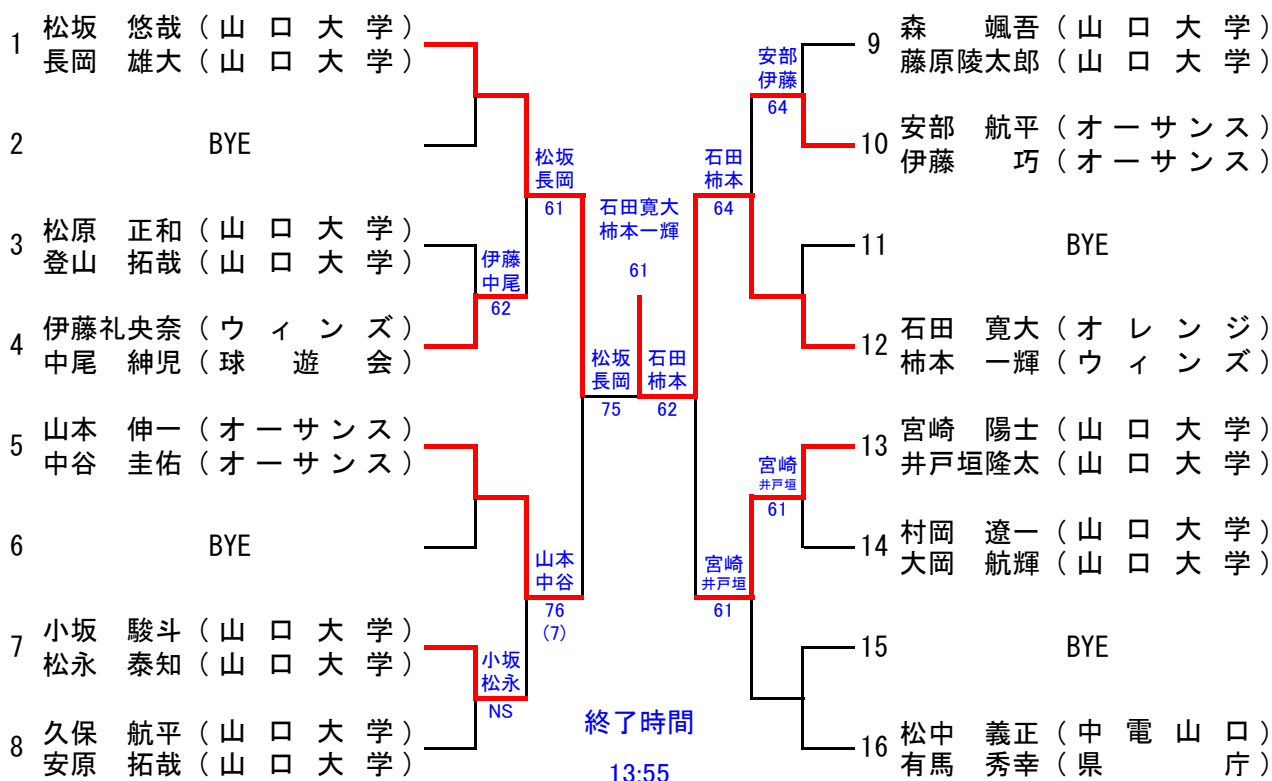 1 松坂 悠哉 (山口大学)
長岡 雄大 (山口大学)
2 BYE
3 松原 正和 (山口大学)
登山 拓哉 (山口大学)
4 伊藤礼央奈 (ウィンズ)
中尾 紳児 (球遊会)
5 山本 伸一 (オーサンス)
中谷 圭佑 (オーサンス)
6 BYE
7 小坂 駿斗 (山口大学)
松永 泰知 (山口大学)
8 久保 航平 (山口大学)
安原 拓哉 (山口大学)
伊藤
中尾
62
小坂
松永
NS
松坂
長岡
61
山本
中谷
76
(7)
松坂
長岡
75
石田寛大
柿本一輝
61
石田
柿本
62
石田
柿本
64
宮崎
井戸垣
61
安部
伊藤
64
宮崎
井戸垣
61
9 森 颯吾 (山口大学)
藤原陵太郎 (山口大学)
10 安部 航平 (オーサンス)
伊藤 巧 (オーサンス)
11 BYE
12 石田 寛大 (オレンジ)
柿本 一輝 (ウィンズ)
13 宮崎 陽士 (山口大学)
井戸垣隆太 (山口大学)
14 村岡 遼一 (山口大学)
大岡 航輝 (山口大学)
15 BYE
16 松中 義正 (中電山口)
有馬 秀幸 (県庁)
終了時間
13:55